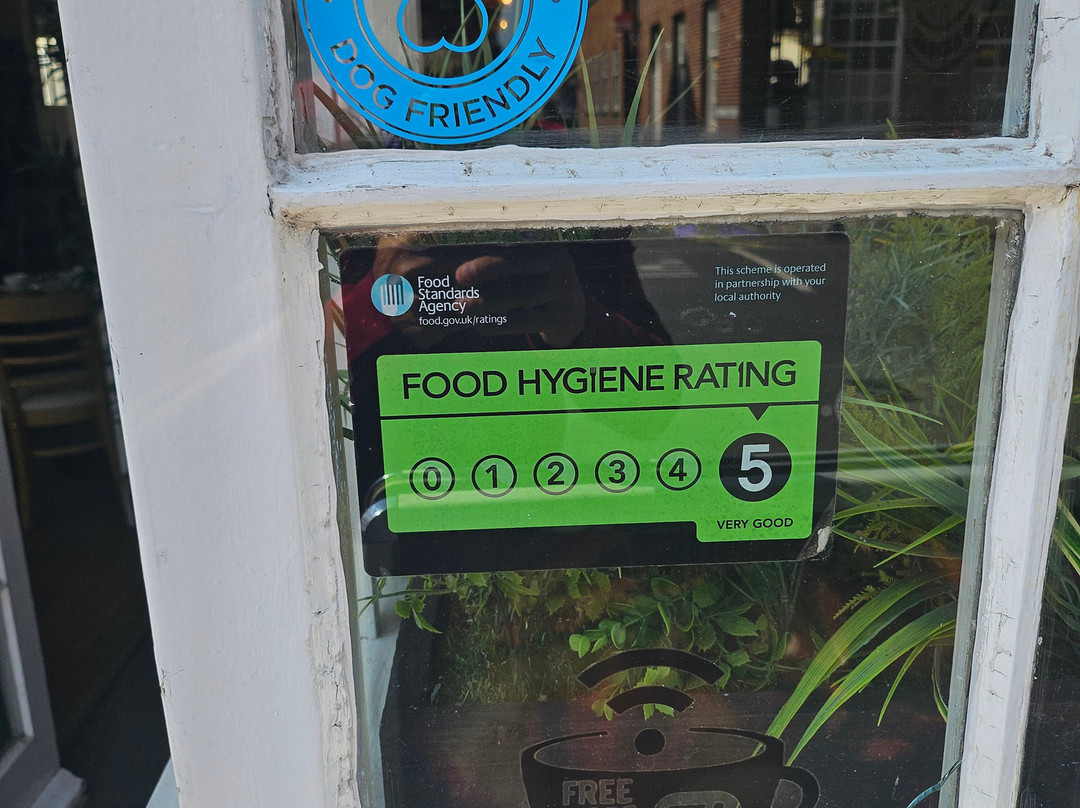 DOG FRIENDLY
Food
Standards
Agency
food.gov.uk/ratings
This scheme is operated
in partnership with your
local authority
FOOD HYGIENE RATING
0 1 2 3 4 5
VERY GOOD
FREE